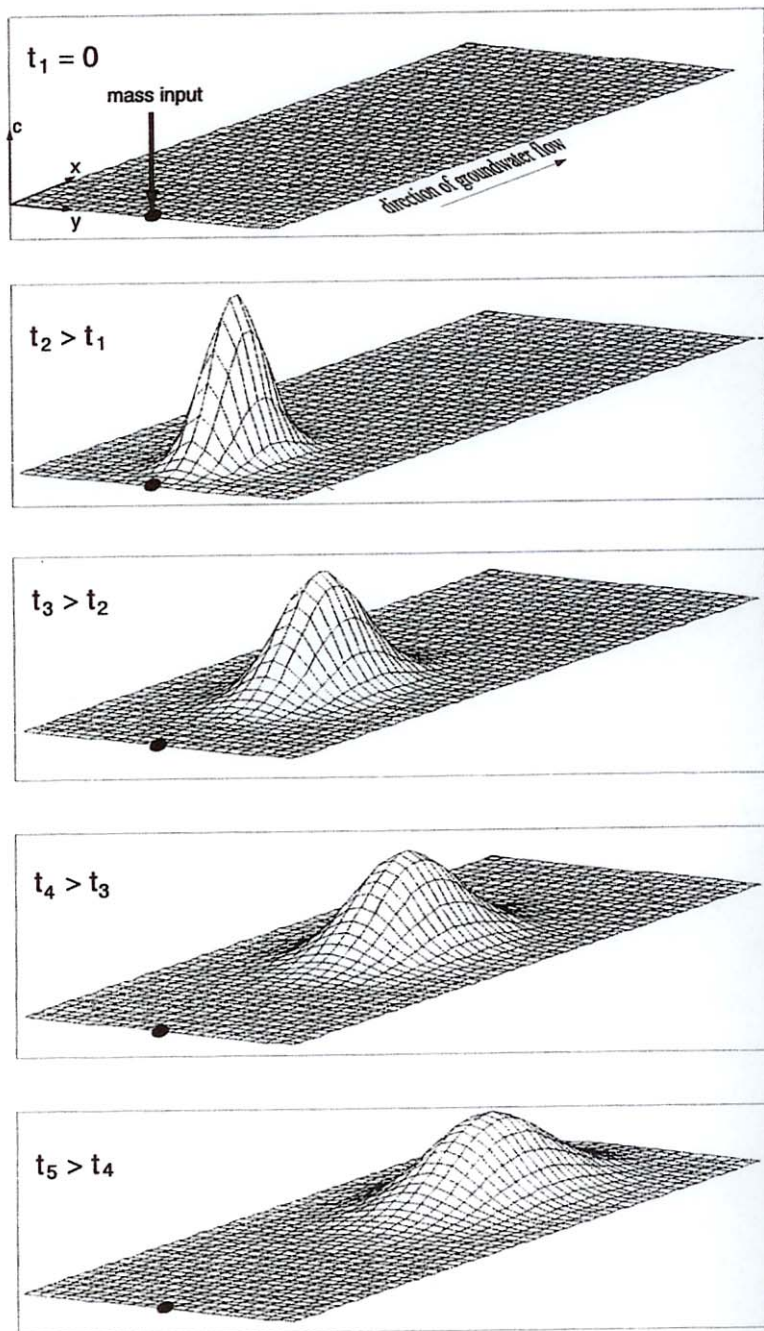 t₁ = 0
mass input
c
x
y
direction of groundwater flow
t₂ > t₁
t₃ > t₂
t₄ > t₃
t₅ > t₄